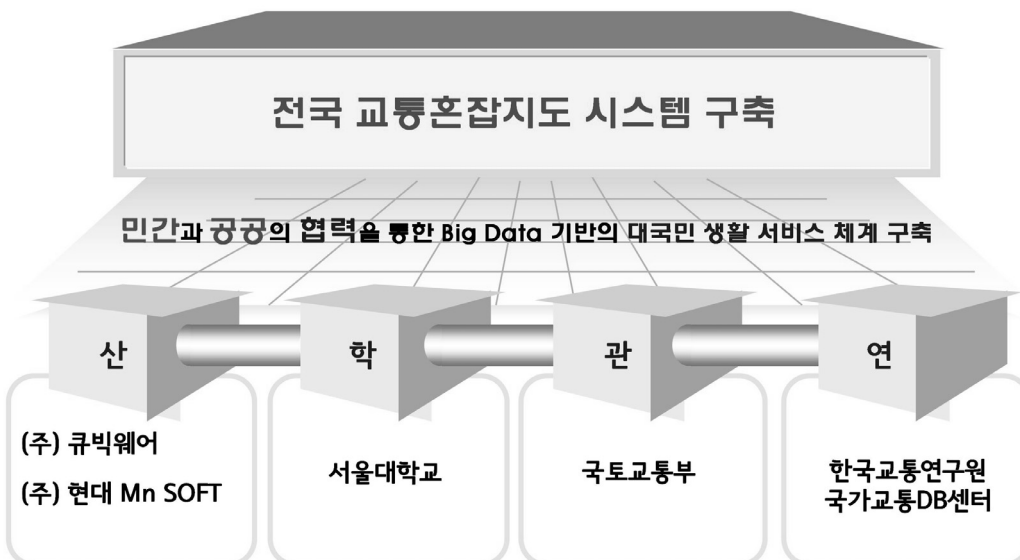 전국 교통혼잡지도 시스템 구축
민간과 공공의 협력을 통한 Big Data 기반의 대국민 생활 서비스 체계 구축
산
학
관
연
(주) 큐빅웨어
(주) 현대 Mn SOFT
서울대학교
국토교통부
한국교통연구원
국가교통DB센터